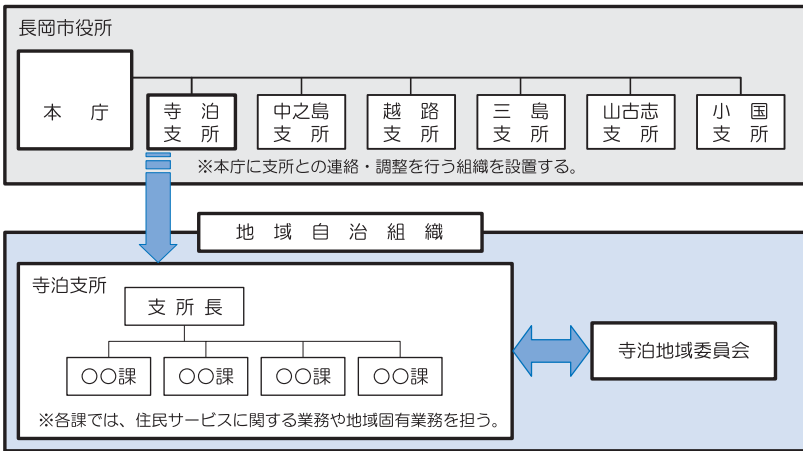 長岡市役所
本 庁
寺 泊
支 所
中之島
支 所
越 路
支 所
三 島
支 所
山古志
支 所
小 国
支 所
※本庁に支所との連絡・調整を行う組織を設置する。
地 域 自 治 組 織
寺泊支所
支 所 長
○○課
○○課
○○課
○○課
※各課では、住民サービスに関する業務や地域固有業務を担う。
寺泊地域委員会